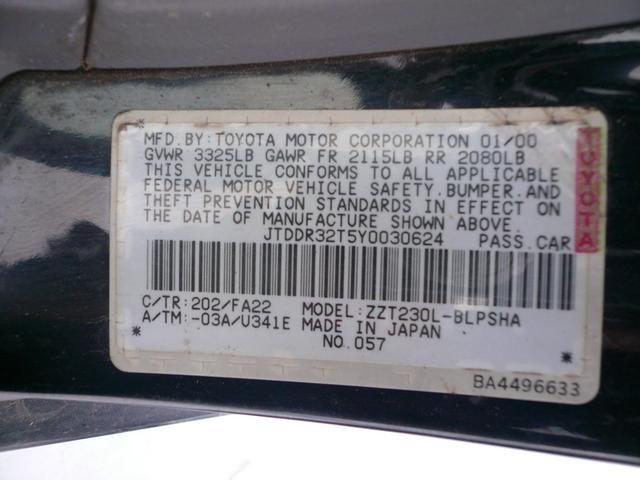 MFD.BY:TOYOTA MOTOR CORPORATION 01/00
GVWR 3325LB GAWR FR 2115LB RR 2080LB
THIS VEHICLE CONFORMS TO ALL APPLICABLE
FEDERAL MOTOR VEHICLE SAFETY.BUMPER.AND
THEFT PREVENTION STANDARDS IN EFFECT ON
THE DATE OF MANUFACTURE SHOWN ABOVE.
JTDDR32T5Y0030624 PASS.CAR
TOYOTA
C/TR:202/FA22 MODEL:ZZT230L-BLPSHA
A/TM:-03A/U341E MADE IN JAPAN
NO.057
BA4496633